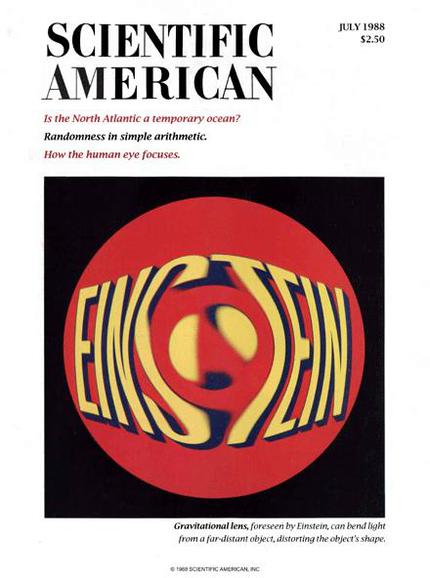 SCIENTIFIC
AMERICAN
JULY 1988
$2.50
Is the North Atlantic a temporary ocean?
Randomness in simple arithmetic.
How the human eye focuses.
EINSTEIN
Gravitational lens, foreseen by Einstein, can bend light
from a far-distant object, distorting the object's shape.
© 1988 SCIENTIFIC AMERICAN, INC